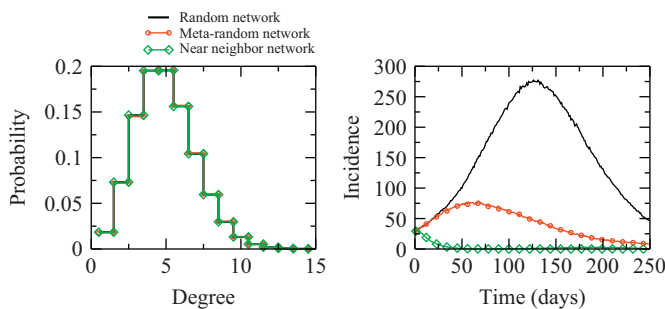 Random network
Meta-random network
Near neighbor network
0.2
0.15
0.1
0.05
0
Probability
0 5 10 15
Degree
300
250
200
150
100
75
50
25
0
Incidence
0 50 100 150 200 250
Time (days)